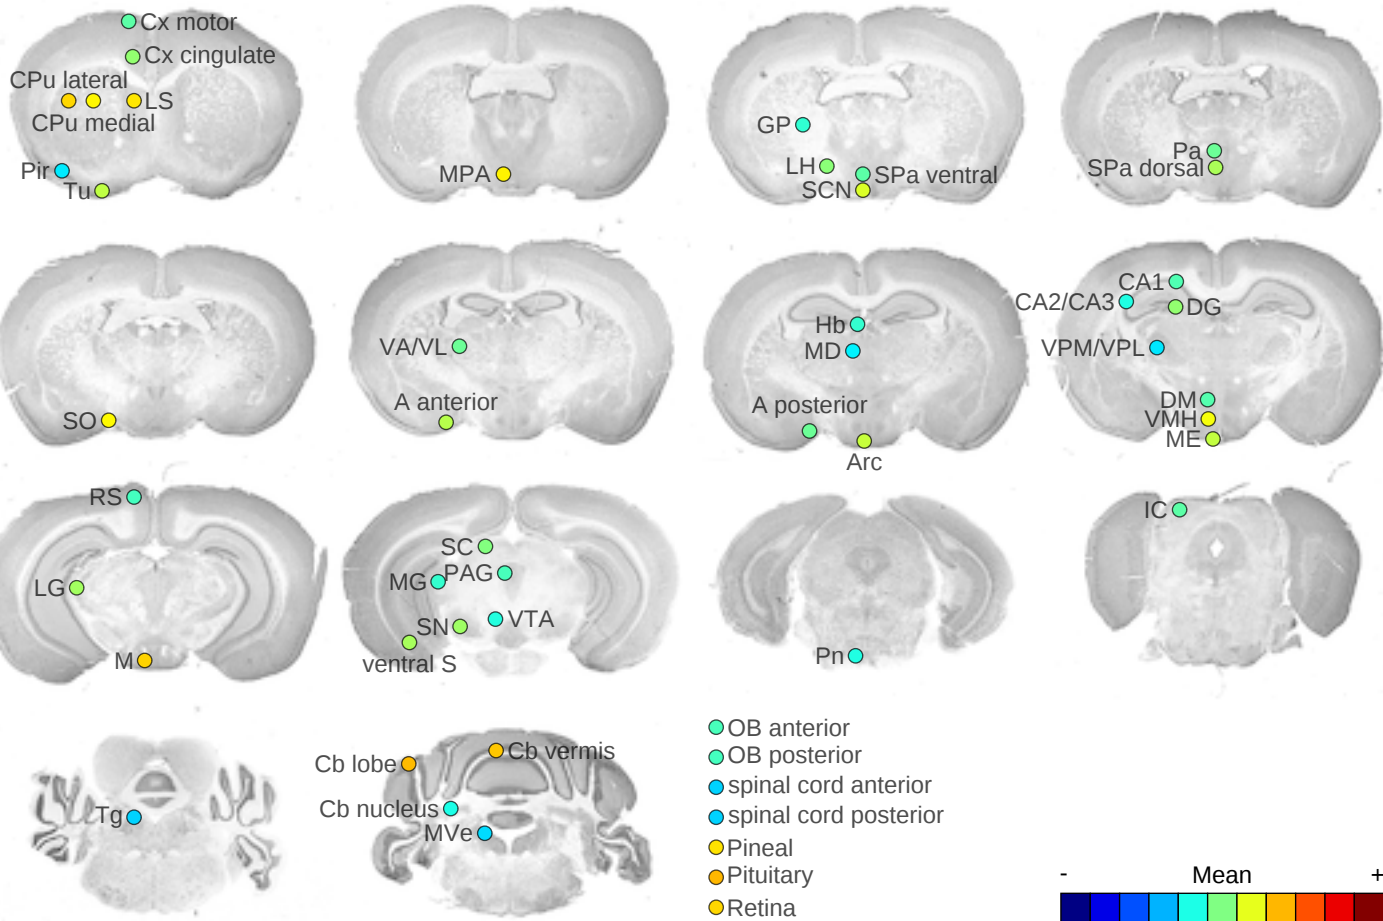 Cx motor
Cx cingulate
CPu lateral
LS
CPu medial
Pir
Tu
MPA
GP
LH
SPa ventral
SCN
Pa
SPa dorsal
SO
VA/VL
A anterior
Hb
MD
A posterior
Arc
CA1
CA2/CA3
DG
VPM/VPL
DM
VMH
ME
RS
LG
M
SC
PAG
MG
VTA
SN
ventral S
Pn
IC
Tg
Cb vermis
Cb lobe
Cb nucleus
MVe
OB anterior
OB posterior
spinal cord anterior
spinal cord posterior
Pineal
Pituitary
Retina
- Mean +